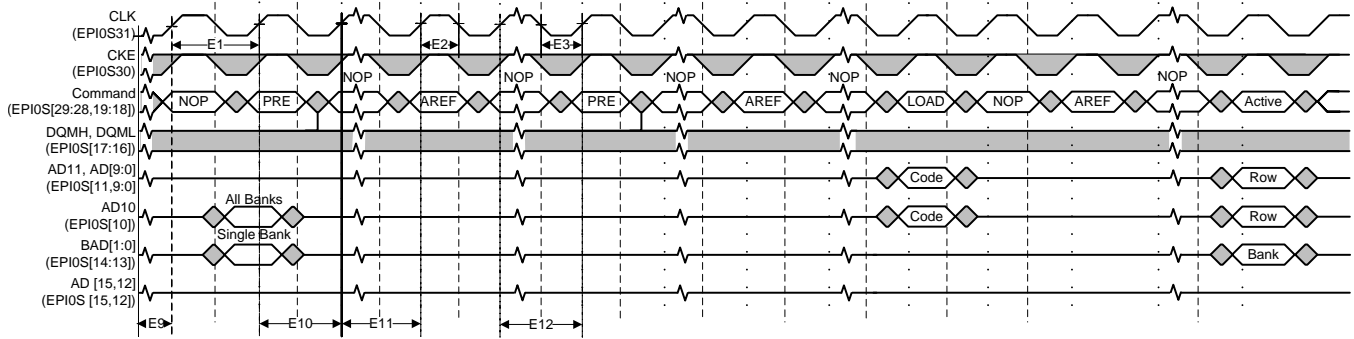 CLK
(EPI0S31)
E1
E2
E3
CKE
(EPI0S30)
NOP NOP NOP NOP NOP
Command
(EPI0S[29:28,19:18])
NOP PRE AREF PRE AREF LOAD NOP AREF Active
DQMH, DQML
(EPI0S[17:16])
AD11, AD[9:0]
(EPI0S[11,9:0]
Code Row
AD10
(EPI0S[10])
All Banks
Code Row
Single Bank
BAD[1:0]
(EPI0S[14:13])
Bank
AD [15,12]
(EPI0S [15,12])
E9 E10 E11 E12